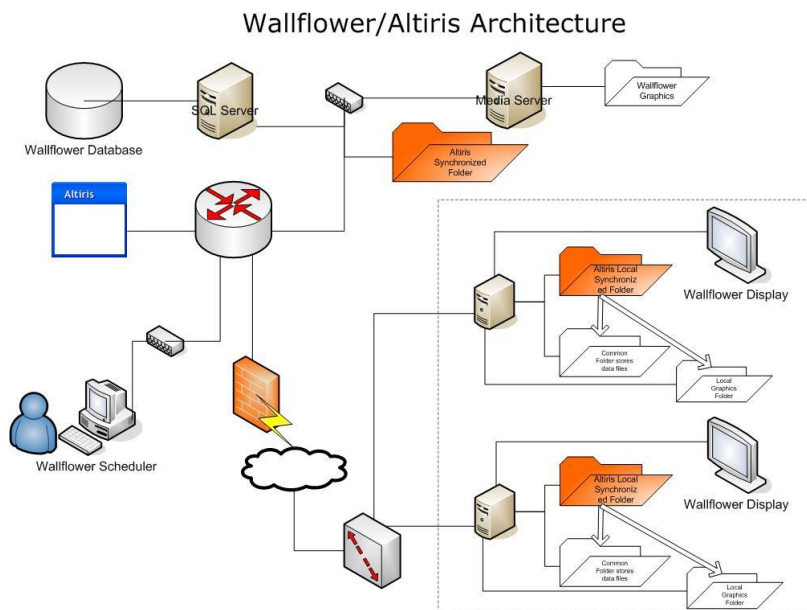 Wallflower/Altiris Architecture
SQL Server
Wallflower Database
Media Server
Wallflower
Graphics
Altiris
Synchronized
Folder
Altiris
Wallflower Scheduler
Altiris Local
Synchroniz
ed Folder
Wallflower Display
Common
Folder stores
data files
Local
Graphics
Folder
Altiris Local
Synchroniz
ed Folder
Wallflower Display
Common
Folder stores
data files
Local
Graphics
Folder